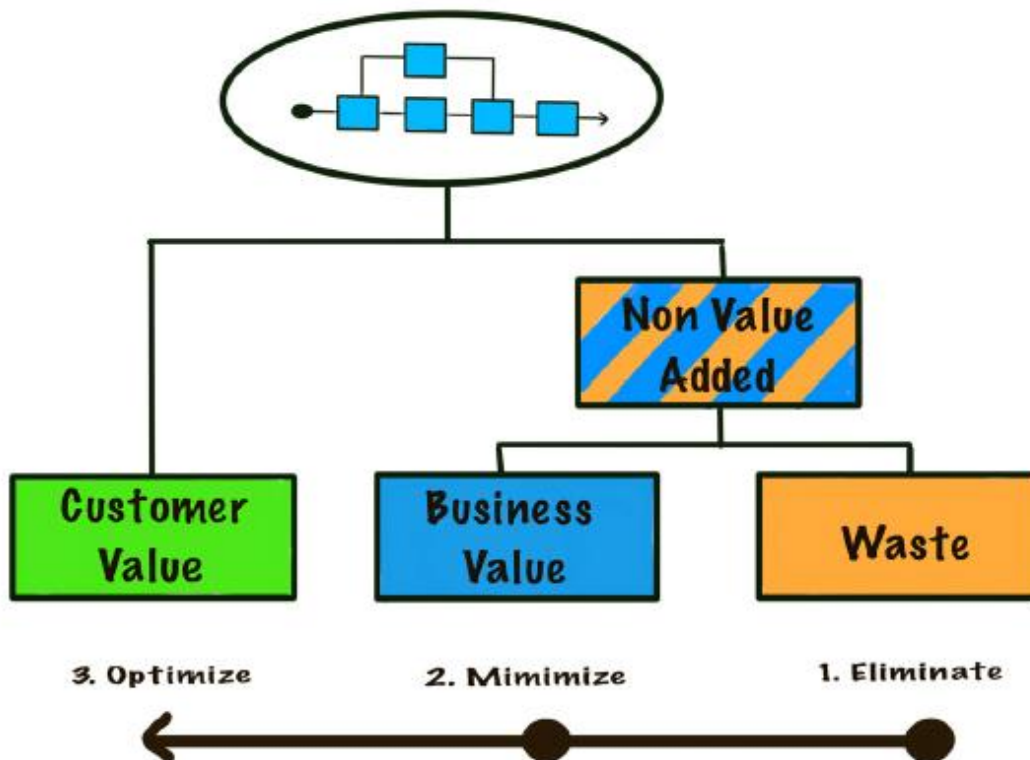 Non Value
Added
Customer
Value
Business
Value
Waste
3. Optimize
2. Mimimize
1. Eliminate